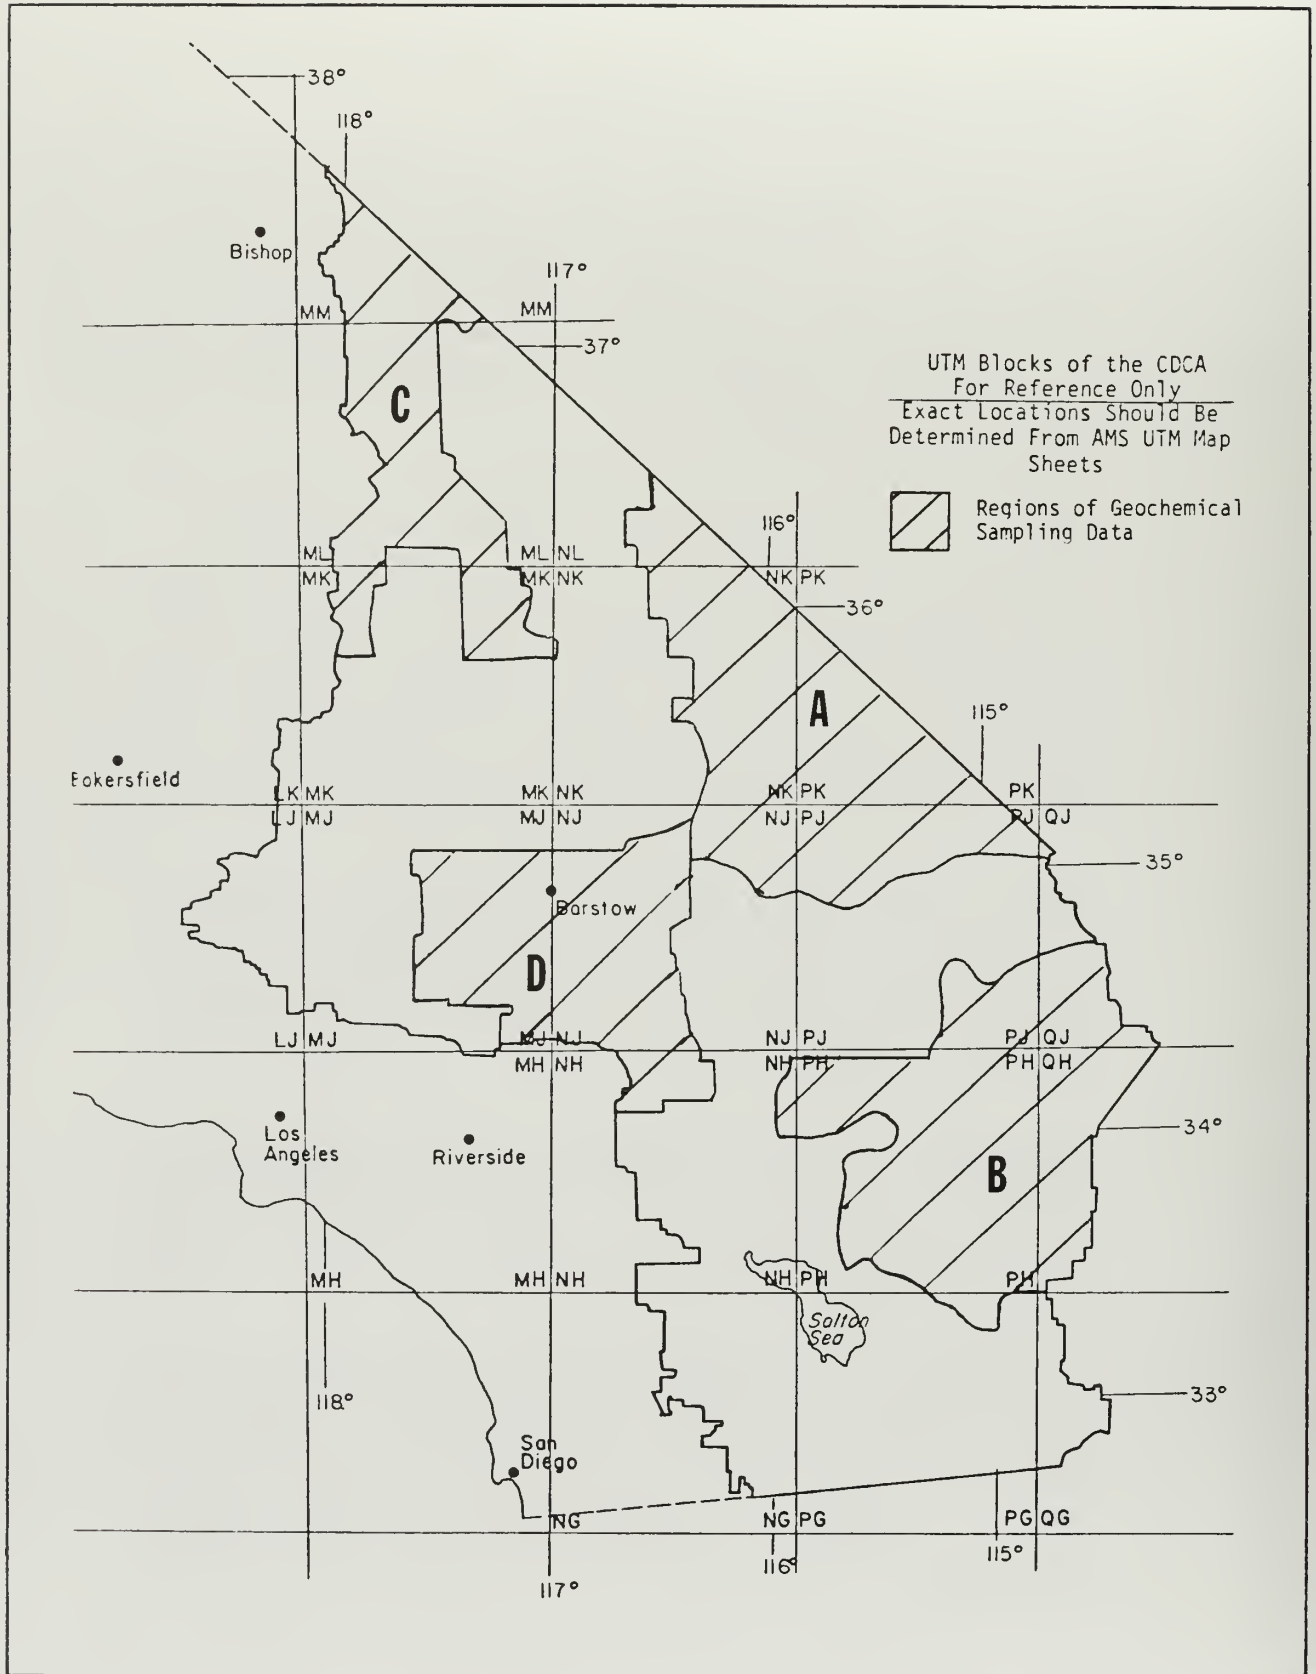 38°
118°
Bishop
117°
MM
MM
37°
UTM Blocks of the CDCA
For Reference Only
Exact Locations Should Be
Determined From AMS UTM Map
Sheets
C
Regions of Geochemical
Sampling Data
116°
ML
ML NL
MK
MK NK
NK PK
36°
A
115°
Bakersfield
LK MK
MK NK
NK PK
PK
LJ MJ
MJ NJ
NJ PJ
PJ QJ
35°
Barstow
D
LJ MJ
MJ NJ
NJ PJ
PJ QJ
MH NH
NH PH
PH QH
Los
Angeles
Riverside
34°
B
MH
MH NH
NH PH
PH
Salton
Sea
118°
33°
San
Diego
NG
NG PG
PG QG
116°
115°
117°